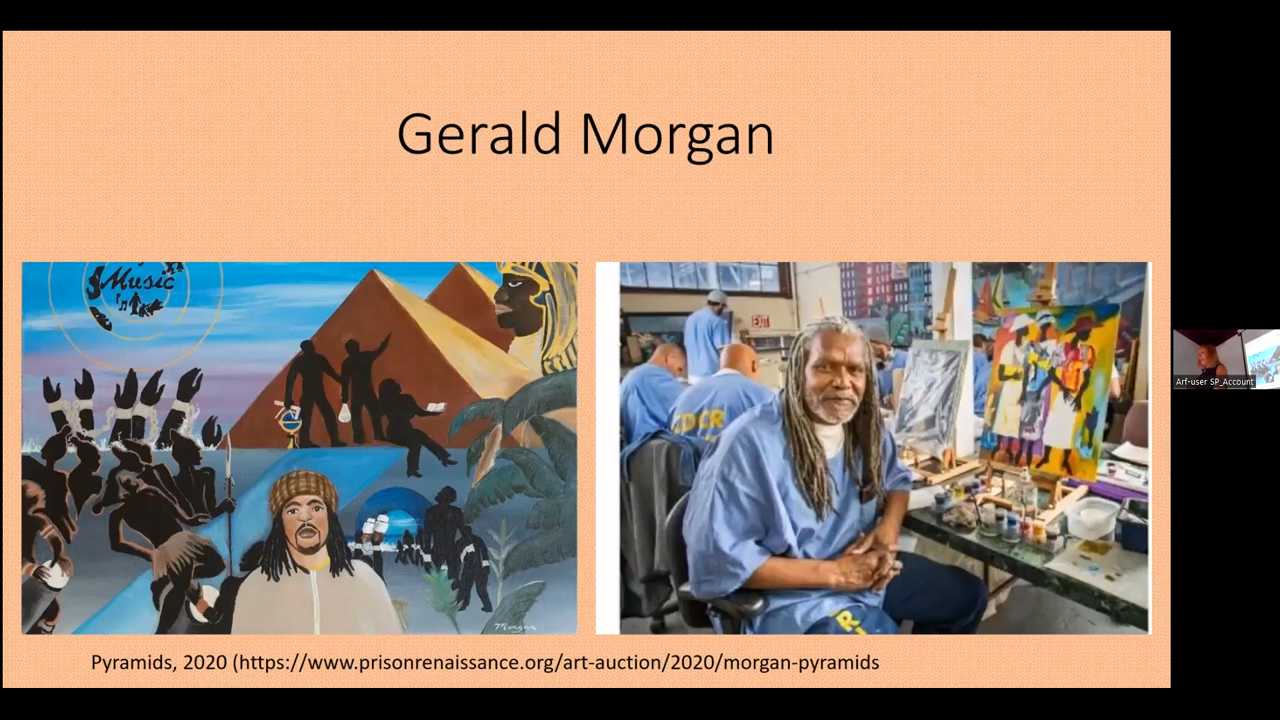 Gerald Morgan
Music
EXIT
CDCR
Morgan
Pyramids, 2020 (https://www.prisonrenaissance.org/art-auction/2020/morgan-pyramids
Arf-user SP_Account